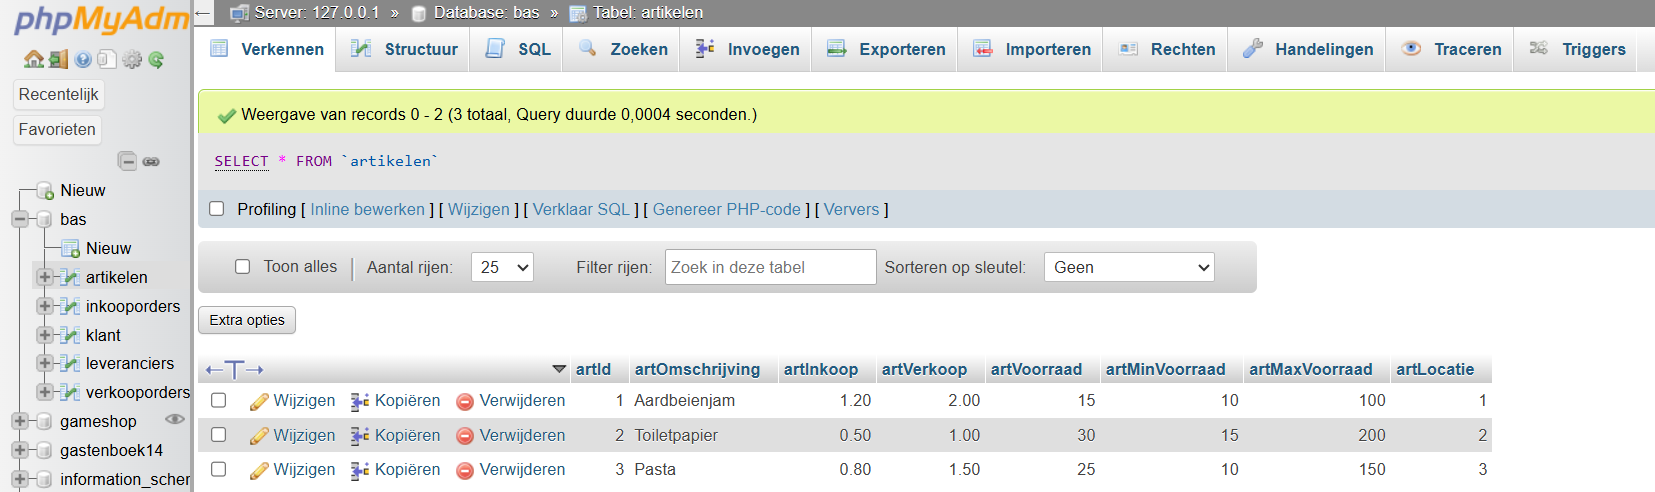 phpMyAdm
Recentelijk
Favorieten
Nieuw
bas
Nieuw
artikelen
inkooporders
klant
leveranciers
verkooporders
gameshop
gastenboek14
information_scher
← Server: 127.0.0.1 » Database: bas » Tabel: artikelen
Verkennen Structuur SQL Zoeken Invoegen Exporteren Importeren Rechten Handelingen Traceren Triggers
Weergave van records 0 - 2 (3 totaal, Query duurde 0,0004 seconden.)
SELECT * FROM `artikelen`
Profiling [ Inline bewerken ] [ Wijzigen ] [ Verklaar SQL ] [ Genereer PHP-code ] [ Ververs ]
Toon alles | Aantal rijen: 25 Filter rijen: Zoek in deze tabel Sorteren op sleutel: Geen
Extra opties
←T→ artId artOmschrijving artInkoop artVerkoop artVoorraad artMinVoorraad artMaxVoorraad artLocatie
Wijzigen Kopiëren Verwijderen 1 Aardbeienjam 1.20 2.00 15 10 100 1
Wijzigen Kopiëren Verwijderen 2 Toiletpapier 0.50 1.00 30 15 200 2
Wijzigen Kopiëren Verwijderen 3 Pasta 0.80 1.50 25 10 150 3